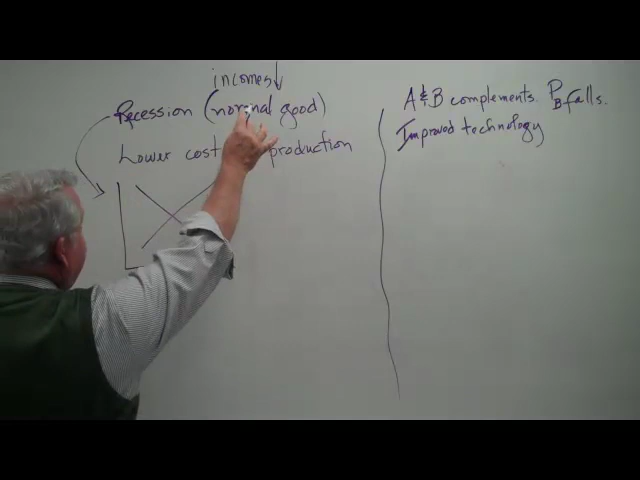 incomes↓
Recession (normal good)
Lower cost production
A&B complements. PB falls.
Improved technology